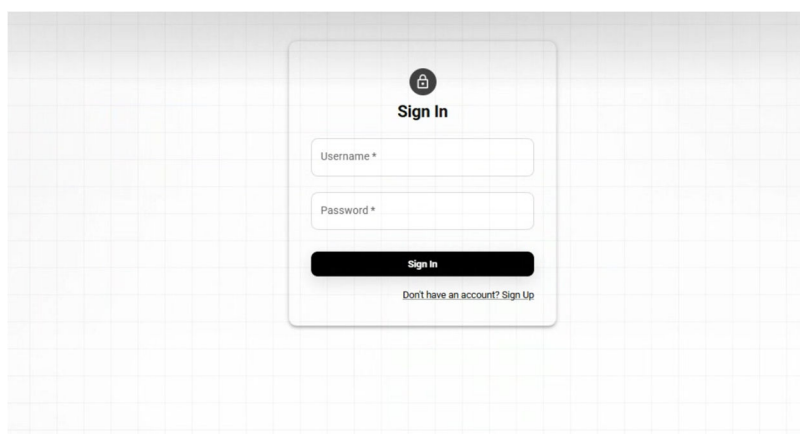 Sign In
Username *
Password *
Sign In
Don't have an account? Sign Up